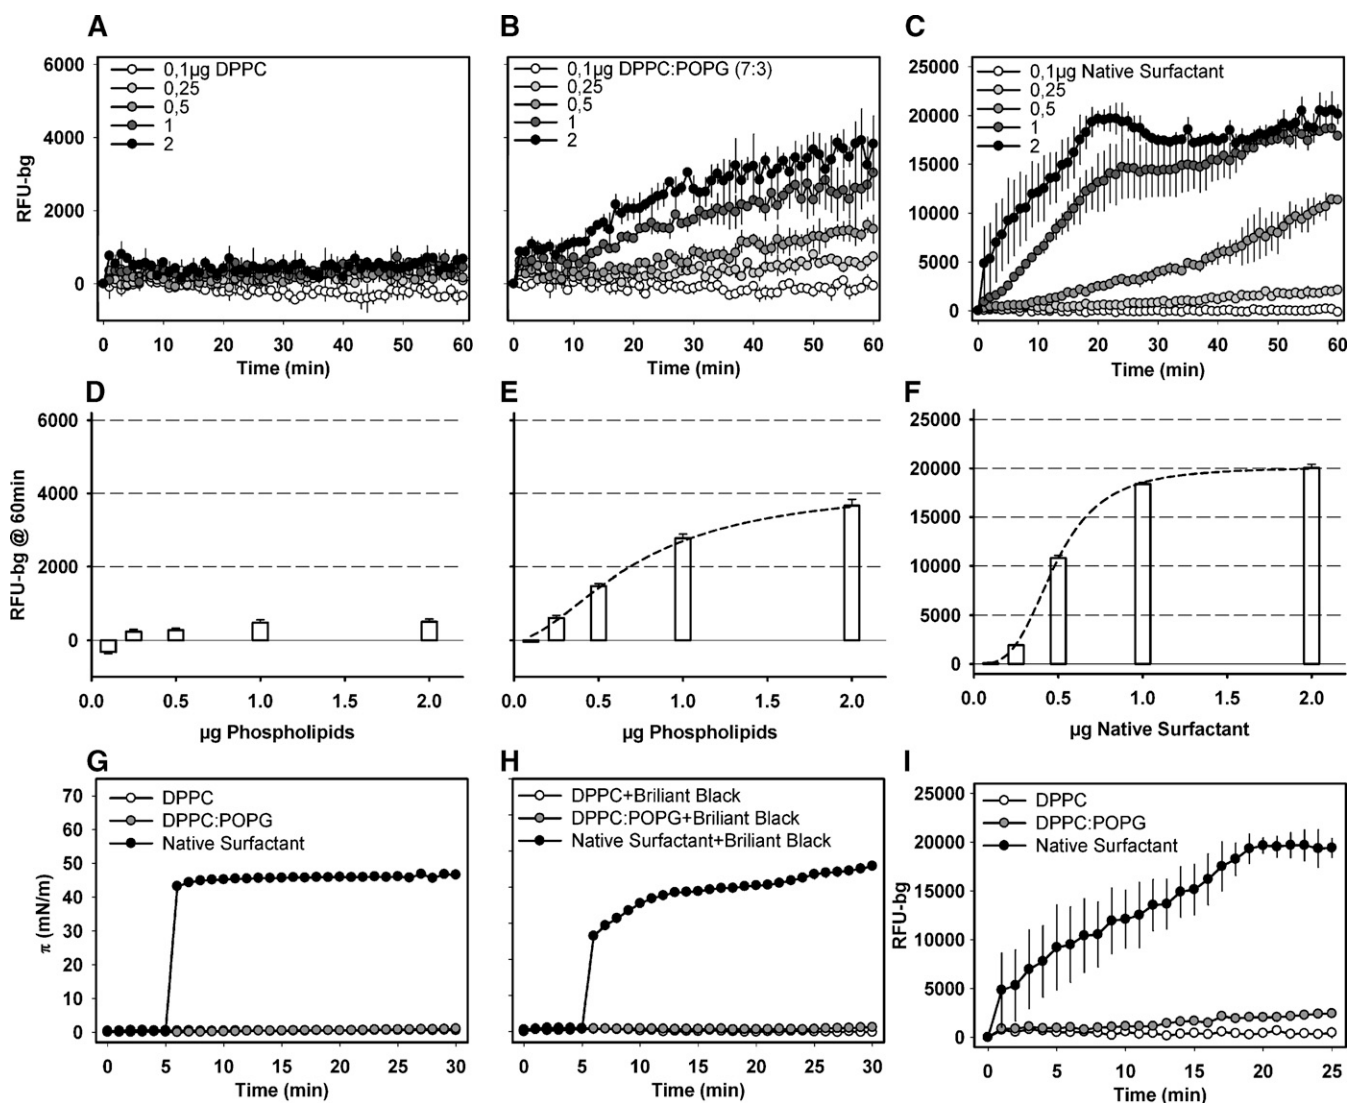 A
RFU-bg
6000
4000
2000
0
0,1µg DPPC
0,25
0,5
1
2
0 10 20 30 40 50 60
Time (min)
B
0,1µg DPPC:POPG (7:3)
0,25
0,5
1
2
0 10 20 30 40 50 60
Time (min)
C
25000
20000
15000
10000
5000
0
0,1µg Native Surfactant
0,25
0,5
1
2
0 10 20 30 40 50 60
Time (min)
D
RFU-bg @ 60min
6000
4000
2000
0
0.0 0.5 1.0 1.5 2.0
µg Phospholipids
E
0.0 0.5 1.0 1.5 2.0
µg Phospholipids
F
25000
20000
15000
10000
5000
0
0.0 0.5 1.0 1.5 2.0
µg Native Surfactant
G
π (mN/m)
70
60
50
40
30
20
10
0
DPPC
DPPC:POPG
Native Surfactant
0 5 10 15 20 25 30
Time (min)
H
DPPC+Briliant Black
DPPC:POPG+Briliant Black
Native Surfactant+Briliant Black
0 5 10 15 20 25 30
Time (min)
I
RFU-bg
25000
20000
15000
10000
5000
0
DPPC
DPPC:POPG
Native Surfactant
0 5 10 15 20 25
Time (min)